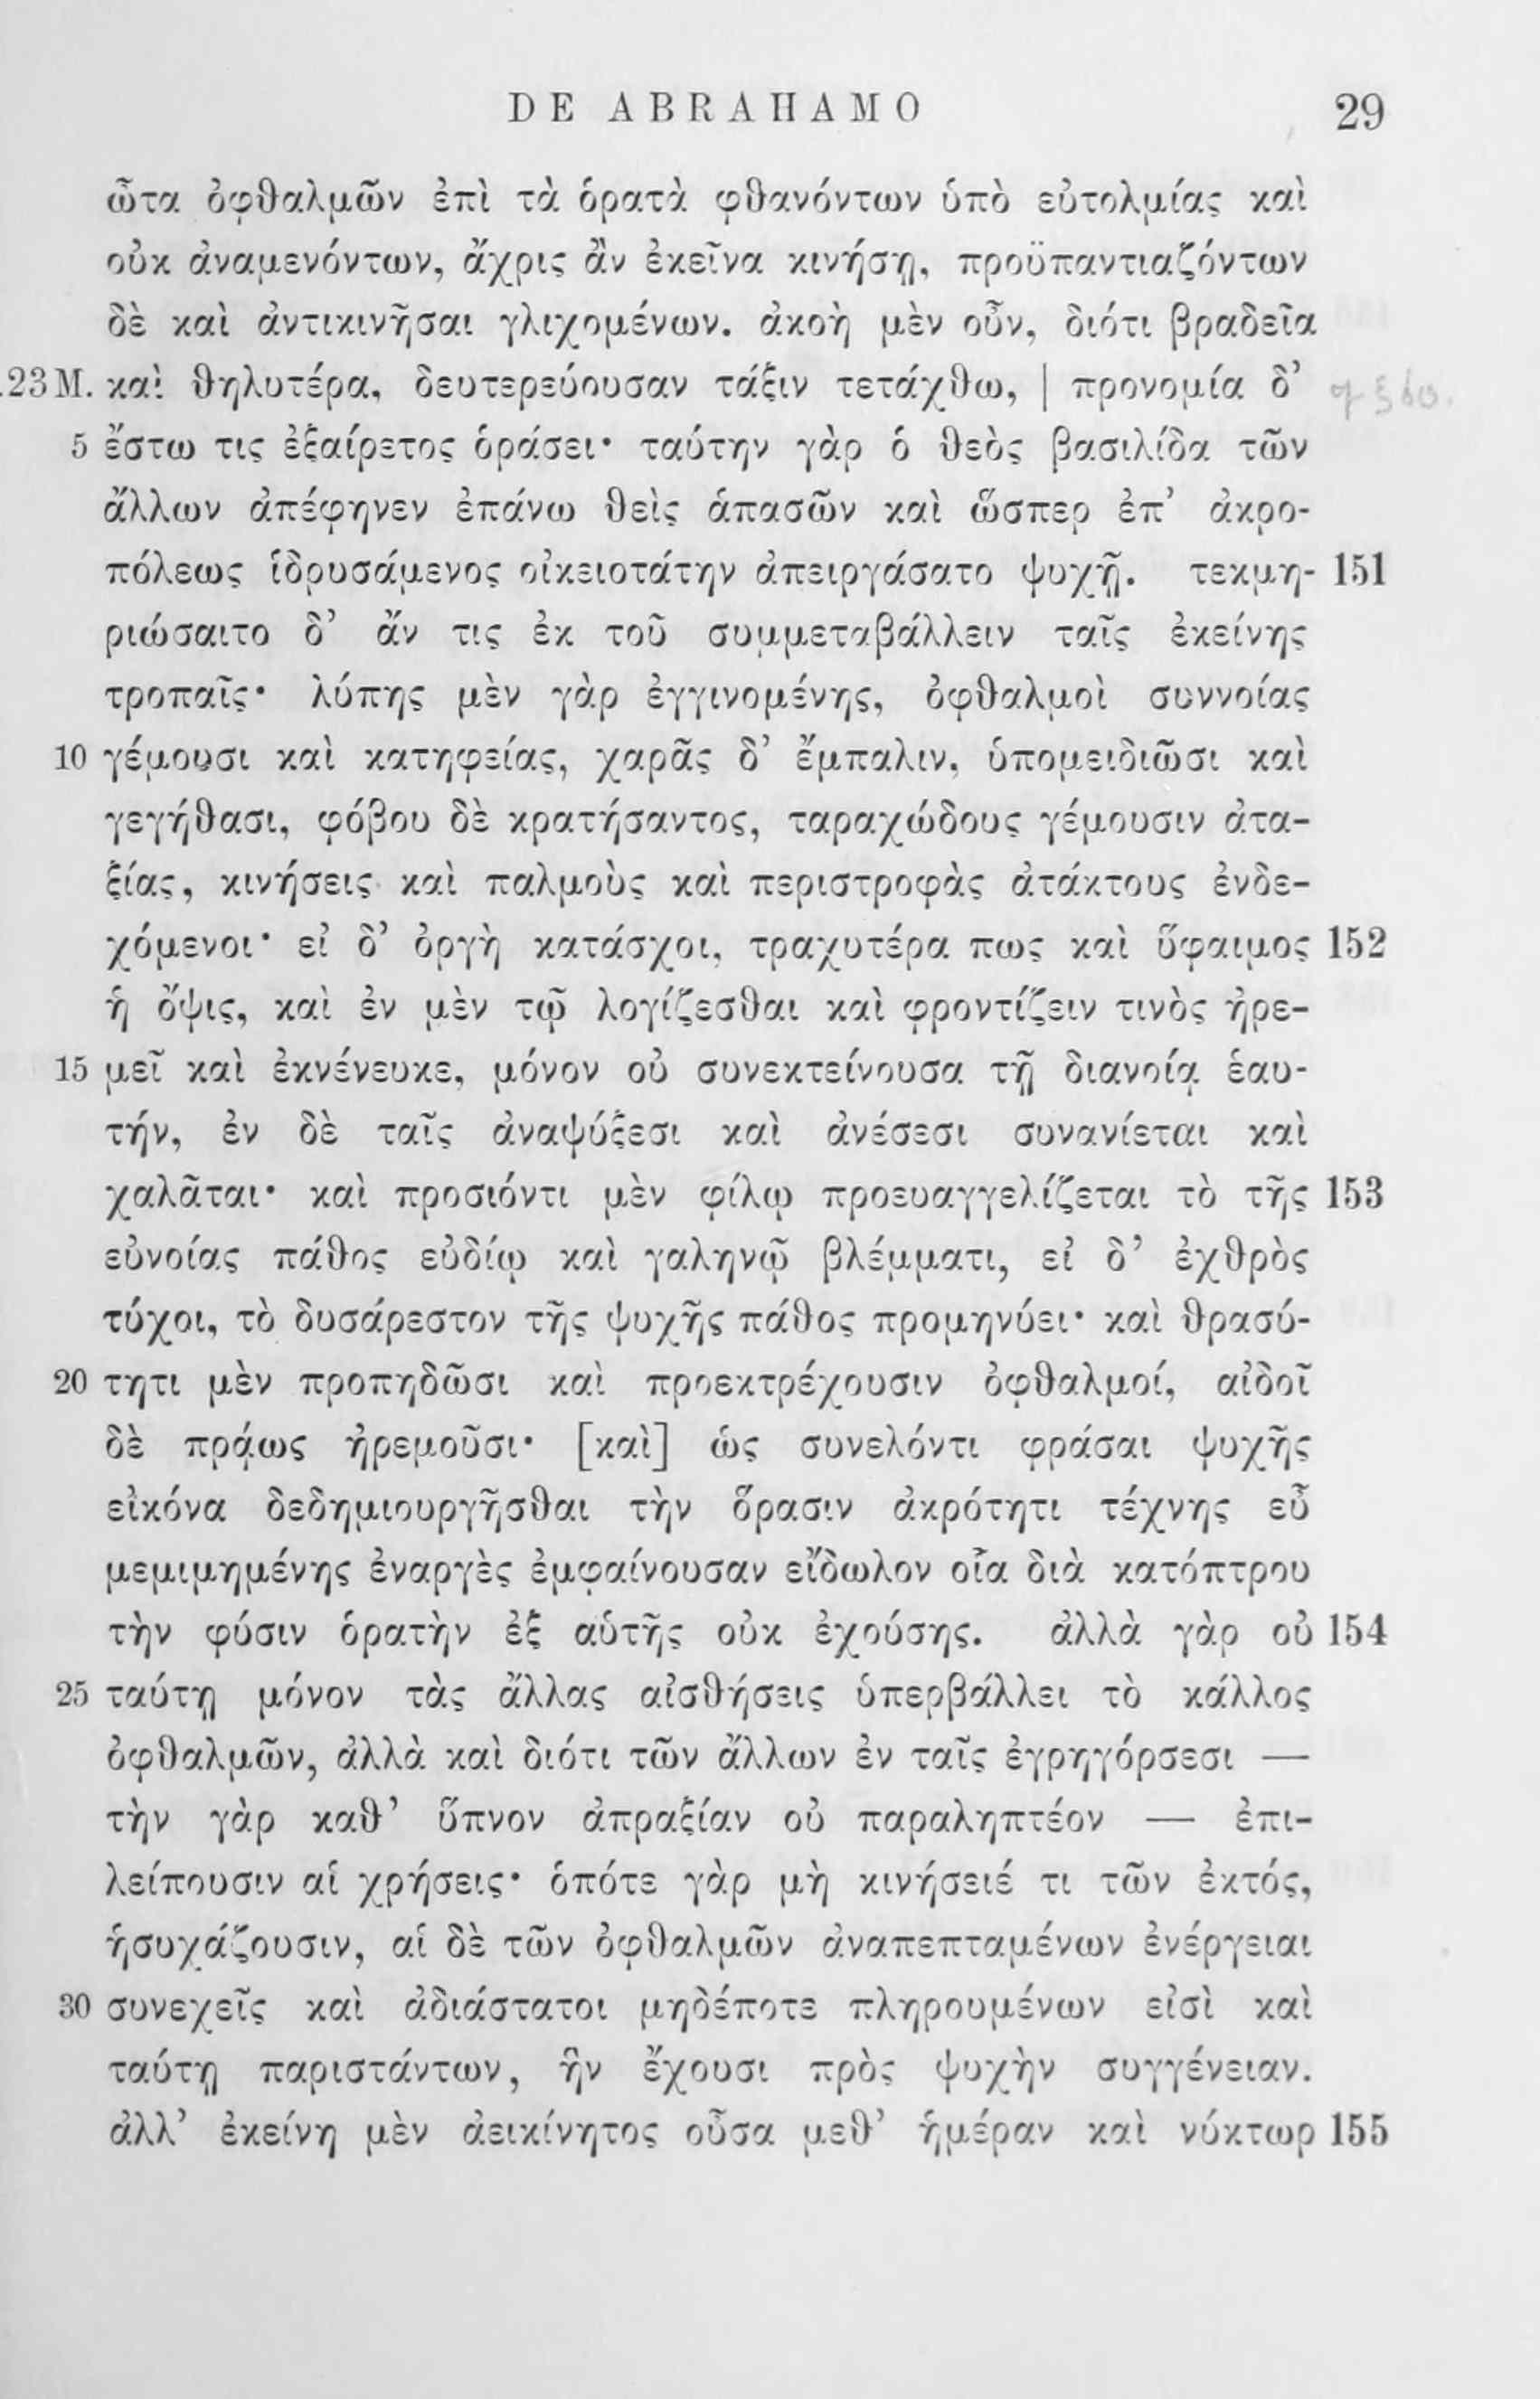 DE ABRAHAMO 29
ὦτα ὀφθαλμῶν ἐπὶ τὰ ὁρατὰ φθανόντων ὑπὸ εὐτολμίας καὶ
οὐκ ἀναμενόντων, ἄχρις ἂν ἐκεῖνα κινήσῃ, προϋπαντιαζόντων
δὲ καὶ ἀντικινῆσαι γλιχομένων. ἀκοὴ μὲν οὖν, διότι βραδεῖα
.23 M. καὶ θηλυτέρα, δευτερεύουσαν τάξιν τετάχθω, | προνομία δ’
5 ἔστω τις ἐξαίρετος ὁράσει· ταύτην γὰρ ὁ θεὸς βασιλίδα τῶν
ἄλλων ἀπέφηνεν ἐπάνω θεὶς ἁπασῶν καὶ ὥσπερ ἐπ’ ἀκρο-
πόλεως ἱδρυσάμενος οἰκειοτάτην ἀπειργάσατο ψυχῇ. τεκμη- 151
ριώσαιτο δ’ ἄν τις ἐκ τοῦ συμμεταβάλλειν ταῖς ἐκείνης
τροπαῖς· λύπης μὲν γὰρ ἐγγινομένης, ὀφθαλμοὶ συννοίας
10 γέμουσι καὶ κατηφείας, χαρᾶς δ’ ἔμπαλιν, ὑπομειδιῶσι καὶ
γεγήθασι, φόβου δὲ κρατήσαντος, ταραχώδους γέμουσιν ἀτα-
ξίας, κινήσεις καὶ παλμοὺς καὶ περιστροφὰς ἀτάκτους ἐνδε-
χόμενοι· εἰ δ’ ὀργὴ κατάσχοι, τραχυτέρα πως καὶ ὕφαιμος 152
ἡ ὄψις, καὶ ἐν μὲν τῷ λογίζεσθαι καὶ φροντίζειν τινὸς ἠρε-
15 μεῖ καὶ ἐκνένευκε, μόνον οὐ συνεκτείνουσα τῇ διανοίᾳ ἑαυ-
τήν, ἐν δὲ ταῖς ἀναψύξεσι καὶ ἀνέσεσι συνανίεται καὶ
χαλᾶται· καὶ προσιόντι μὲν φίλῳ προευαγγελίζεται τὸ τῆς 153
εὐνοίας πάθος εὐδίῳ καὶ γαληνῷ βλέμματι, εἰ δ’ ἐχθρὸς
τύχοι, τὸ δυσάρεστον τῆς ψυχῆς πάθος προμηνύει· καὶ θρασύ-
20 τητι μὲν προπηδῶσι καὶ προεκτρέχουσιν ὀφθαλμοί, αἰδοῖ
δὲ πρᾴως ἠρεμοῦσι· [καὶ] ὡς συνελόντι φράσαι ψυχῆς
εἰκόνα δεδημιουργῆσθαι τὴν ὅρασιν ἀκρότητι τέχνης εὖ
μεμιμημένης ἐναργὲς ἐμφαίνουσαν εἴδωλον οἷα διὰ κατόπτρου
τὴν φύσιν ὁρατὴν ἐξ αὑτῆς οὐκ ἐχούσης. ἀλλὰ γὰρ οὐ 154
25 ταύτῃ μόνον τὰς ἄλλας αἰσθήσεις ὑπερβάλλει τὸ κάλλος
ὀφθαλμῶν, ἀλλὰ καὶ διότι τῶν ἄλλων ἐν ταῖς ἐγρηγόρσεσι —
τὴν γὰρ καθ’ ὕπνον ἀπραξίαν οὐ παραληπτέον — ἐπι-
λείπουσιν αἱ χρήσεις· ὁπότε γὰρ μὴ κινήσειέ τι τῶν ἐκτός,
ἡσυχάζουσιν, αἱ δὲ τῶν ὀφθαλμῶν ἀναπεπταμένων ἐνέργειαι
30 συνεχεῖς καὶ ἀδιάστατοι μηδέποτε πληρουμένων εἰσὶ καὶ
ταύτῃ παριστάντων, ἣν ἔχουσι πρὸς ψυχὴν συγγένειαν.
ἀλλ’ ἐκείνη μὲν ἀεικίνητος οὖσα μεθ’ ἡμέραν καὶ νύκτωρ 155